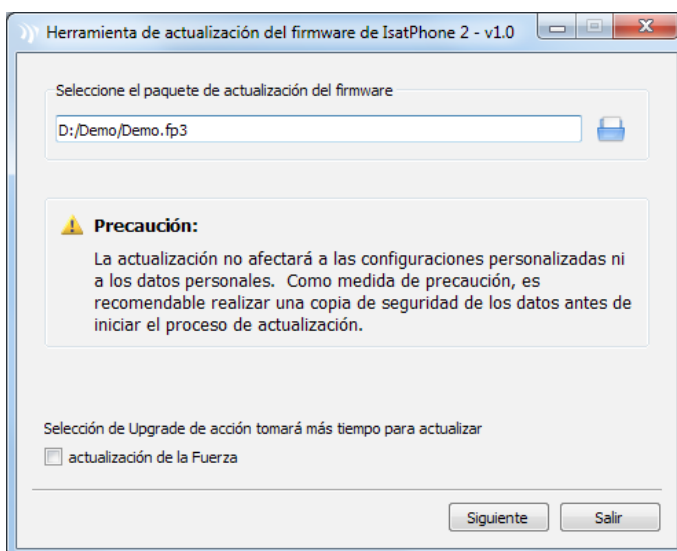 Herramienta de actualización del firmware de IsatPhone 2 - v1.0
Seleccione el paquete de actualización del firmware
D:/Demo/Demo.fp3
Precaución:
La actualización no afectará a las configuraciones personalizadas ni
a los datos personales.  Como medida de precaución, es
recomendable realizar una copia de seguridad de los datos antes de
iniciar el proceso de actualización.
Selección de Upgrade de acción tomará más tiempo para actualizar
actualización de la Fuerza
Siguiente Salir